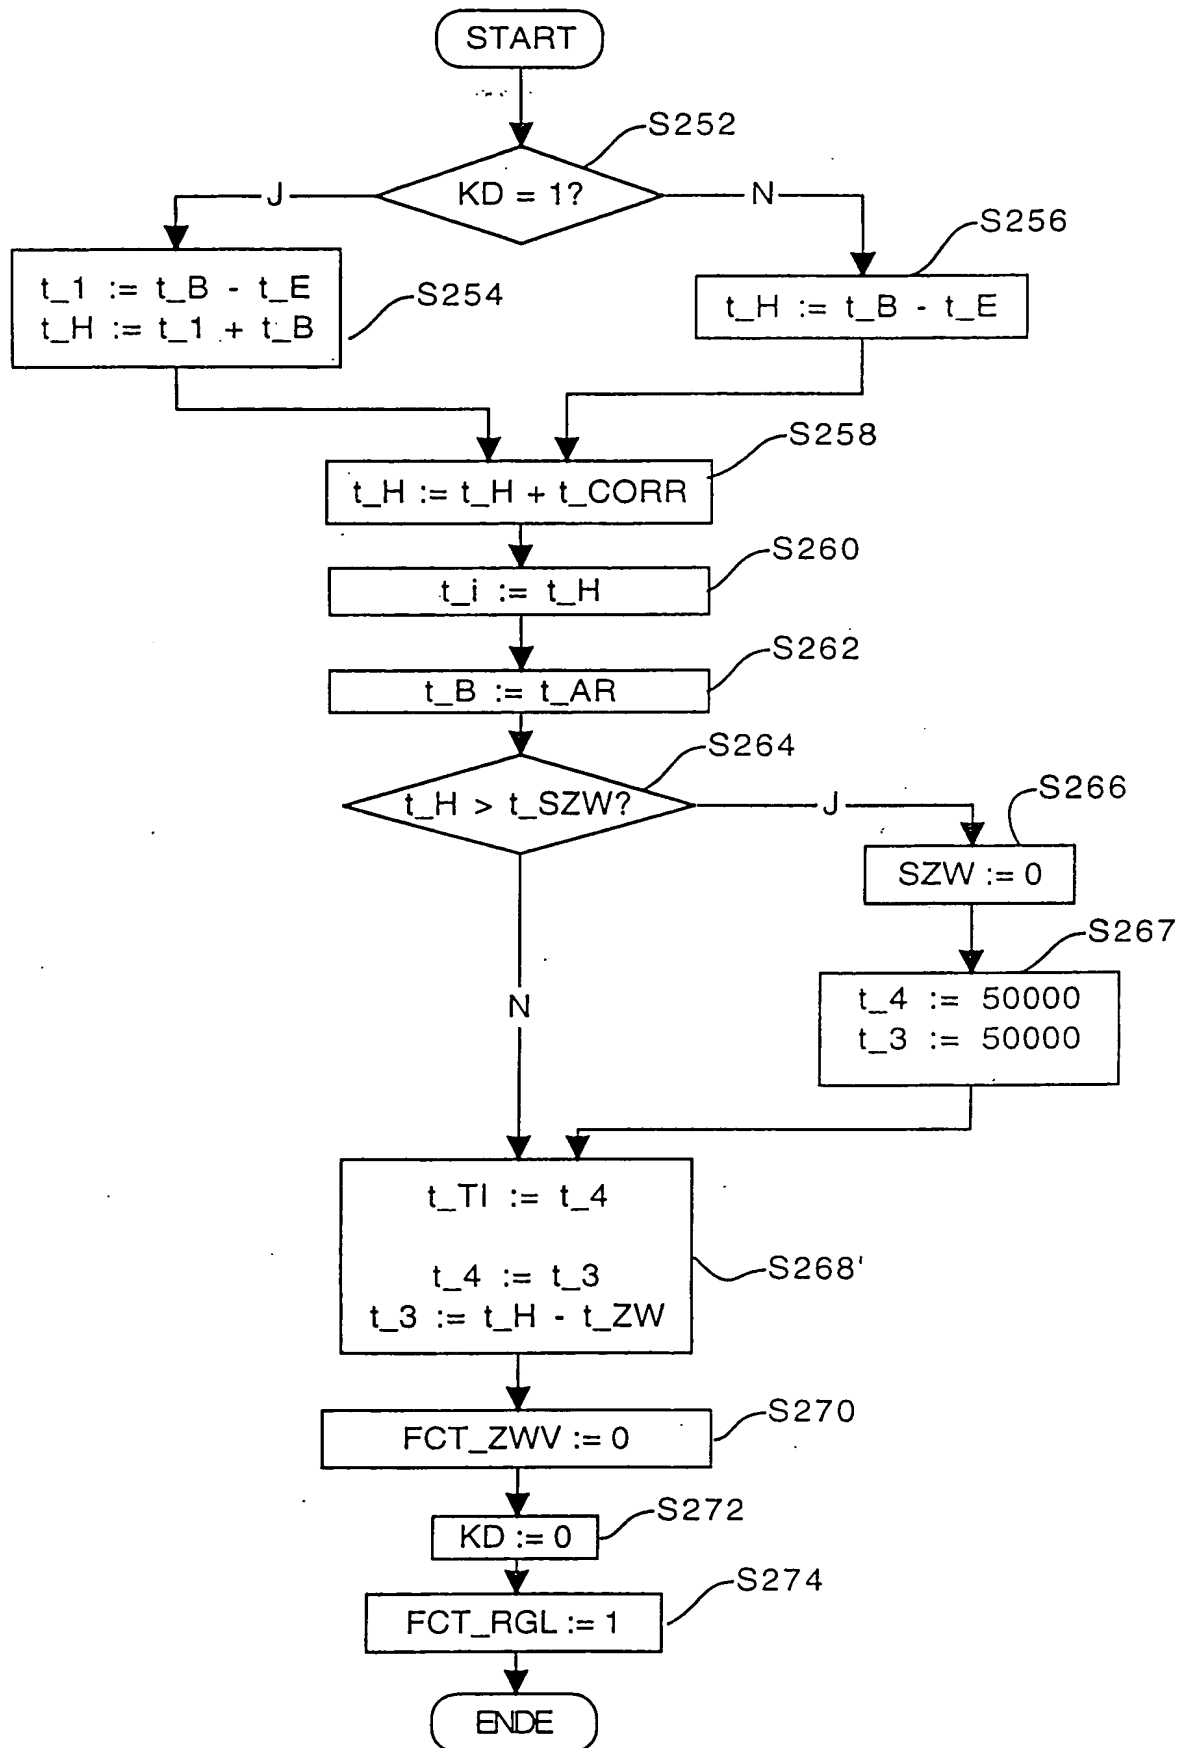 START
S252
KD = 1?
J
N
S256
t_1 := t_B - t_E
t_H := t_1 + t_B
S254
t_H := t_B - t_E
S258
t_H := t_H + t_CORR
S260
t_i := t_H
S262
t_B := t_AR
S264
t_H > t_SZW?
J
S266
SZW := 0
S267
t_4 := 50000
t_3 := 50000
N
t_TI := t_4
t_4 := t_3
t_3 := t_H - t_ZW
S268'
S270
FCT_ZWV := 0
S272
KD := 0
S274
FCT_RGL := 1
ENDE